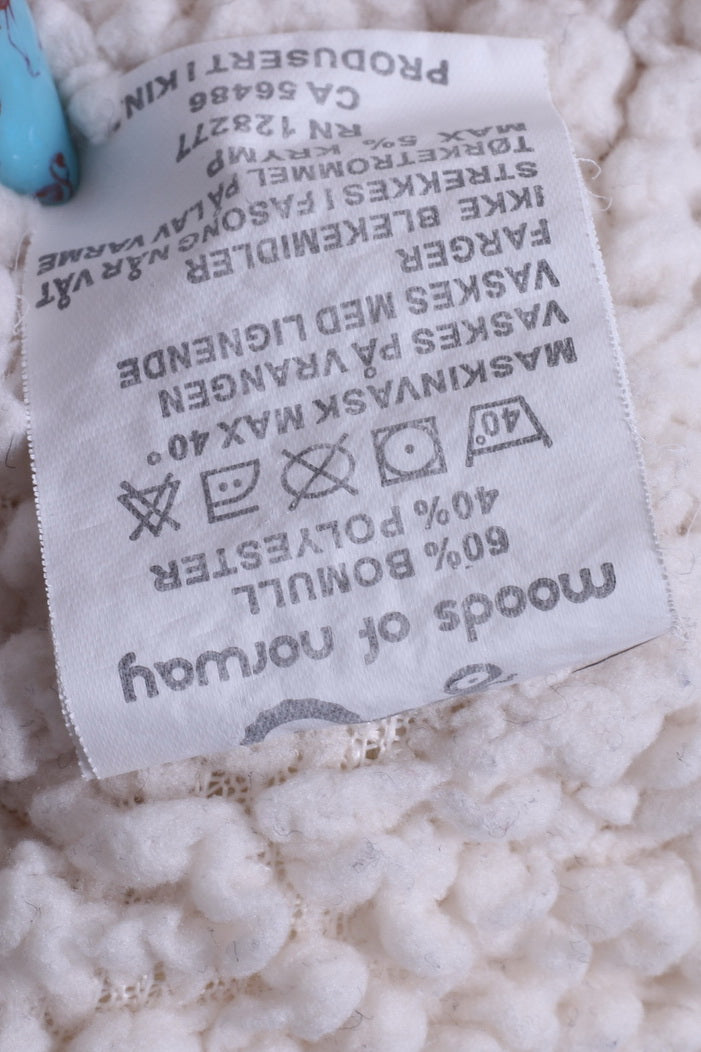 moods of norway
60% BOMULL
40% POLYESTER
40°
MASKINVASK MAX 40°
VASKES PÅ VRANGEN
VASKES MED LIGNENDE
FARGER
IKKE BLEKEMIDLER
STREKKES I FASONG NÅR VÅT
TØRKETROMMEL PÅ LAV VARME
MAX 5% KRYMP
RN 128277
CA 56486
PRODUSERT I KIN